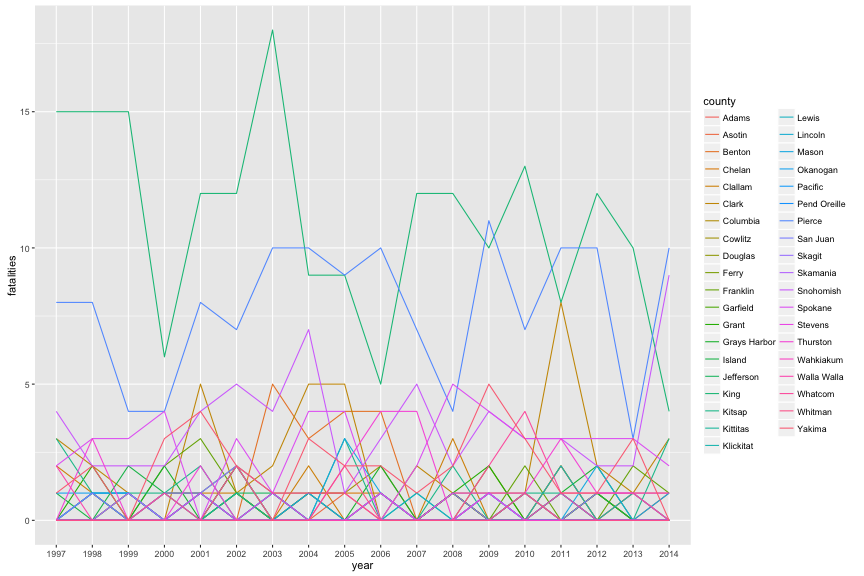 15
10
5
0
fatalities
1997 1998 1999 2000 2001 2002 2003 2004 2005 2006 2007 2008 2009 2010 2011 2012 2013 2014
year
county
Adams
Asotin
Benton
Chelan
Clallam
Clark
Columbia
Cowlitz
Douglas
Ferry
Franklin
Garfield
Grant
Grays Harbor
Island
Jefferson
King
Kitsap
Kittitas
Klickitat
Lewis
Lincoln
Mason
Okanogan
Pacific
Pend Oreille
Pierce
San Juan
Skagit
Skamania
Snohomish
Spokane
Stevens
Thurston
Wahkiakum
Walla Walla
Whatcom
Whitman
Yakima